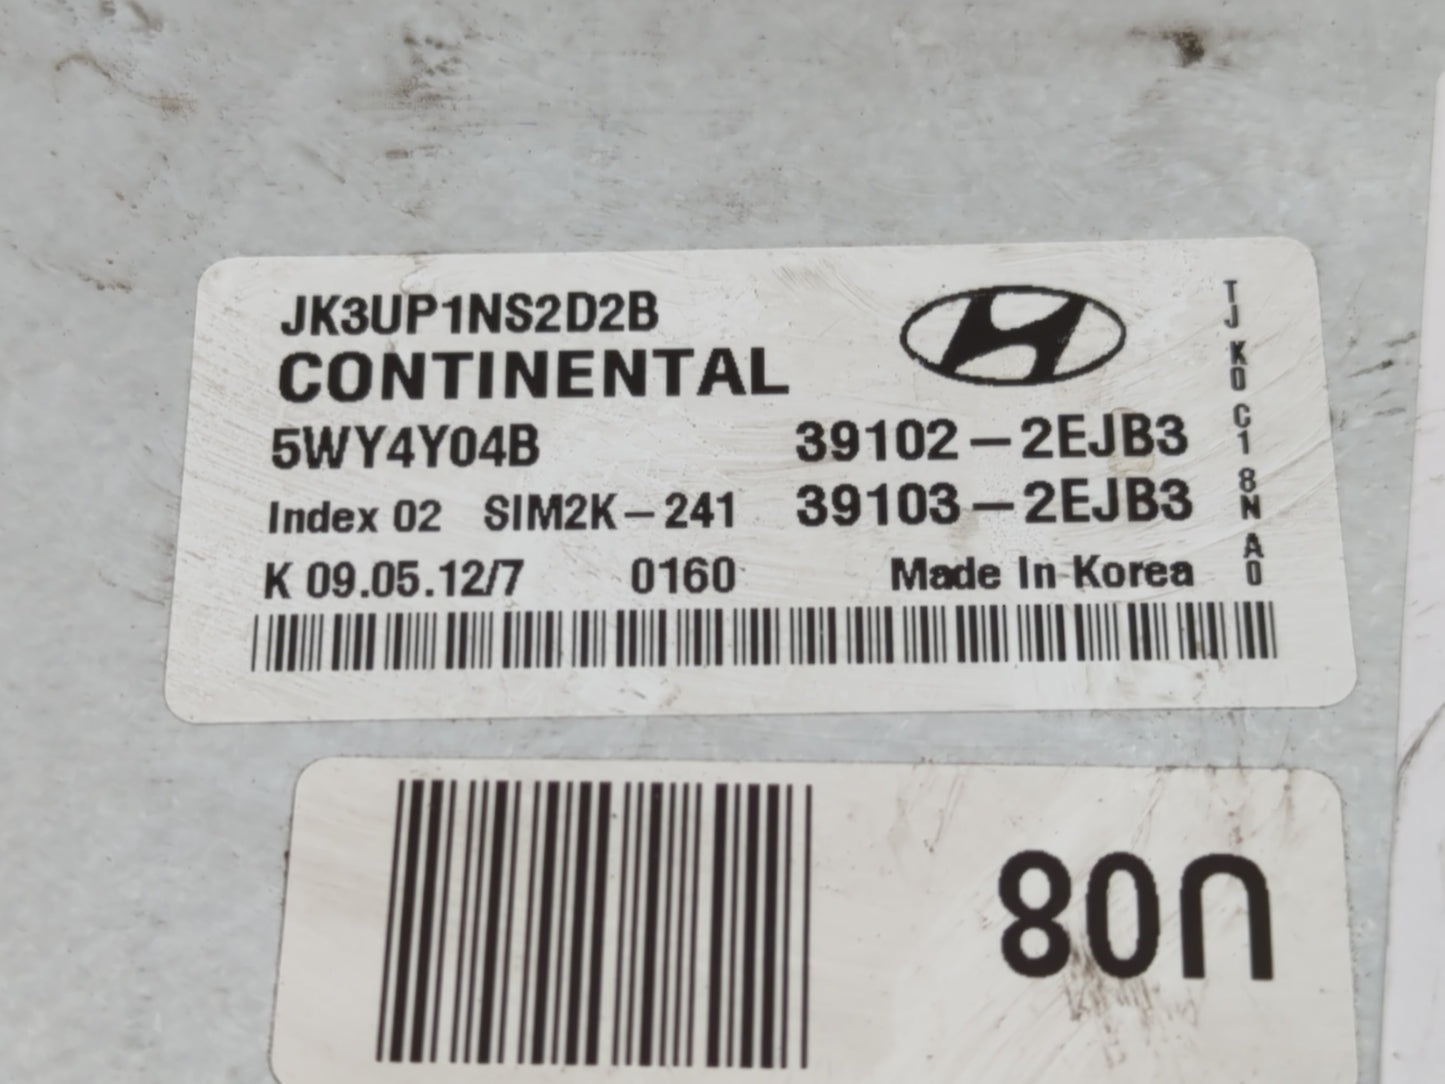 JK3UP1NS2D2B
CONTINENTAL
5WY4Y04B 39102-2EJB3
Index 02 SIM2K-241 39103-2EJB3
K 09.05.12/7 0160 Made In Korea
TJ K0 C1 8N A0
U08